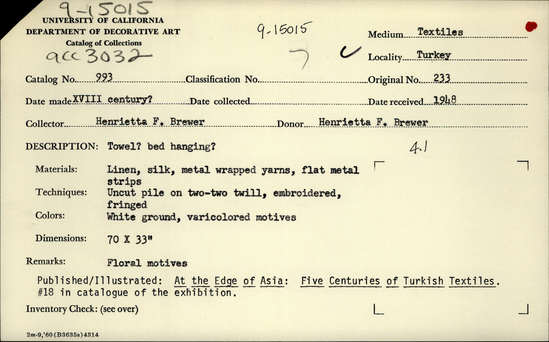 9-15015
UNIVERSITY OF CALIFORNIA
DEPARTMENT OF DECORATIVE ART
Catalog of Collections
acc 3032
9-15015
7
Medium Textiles
Locality Turkey
Catalog No. 993 Classification No. Original No. 233
Date made XVIII century? Date collected Date received 1948
Collector Henrietta F. Brewer Donor Henrietta F. Brewer
DESCRIPTION: Towel? bed hanging? 4.1
Materials: Linen, silk, metal wrapped yarns, flat metal
strips
Techniques: Uncut pile on two-two twill, embroidered,
fringed
Colors: White ground, varicolored motives
Dimensions: 70 X 33"
Remarks: Floral motives
Published/Illustrated: At the Edge of Asia: Five Centuries of Turkish Textiles.
#18 in catalogue of the exhibition.
Inventory Check: (see over)
2m-9,'60 (B3635s) 4314